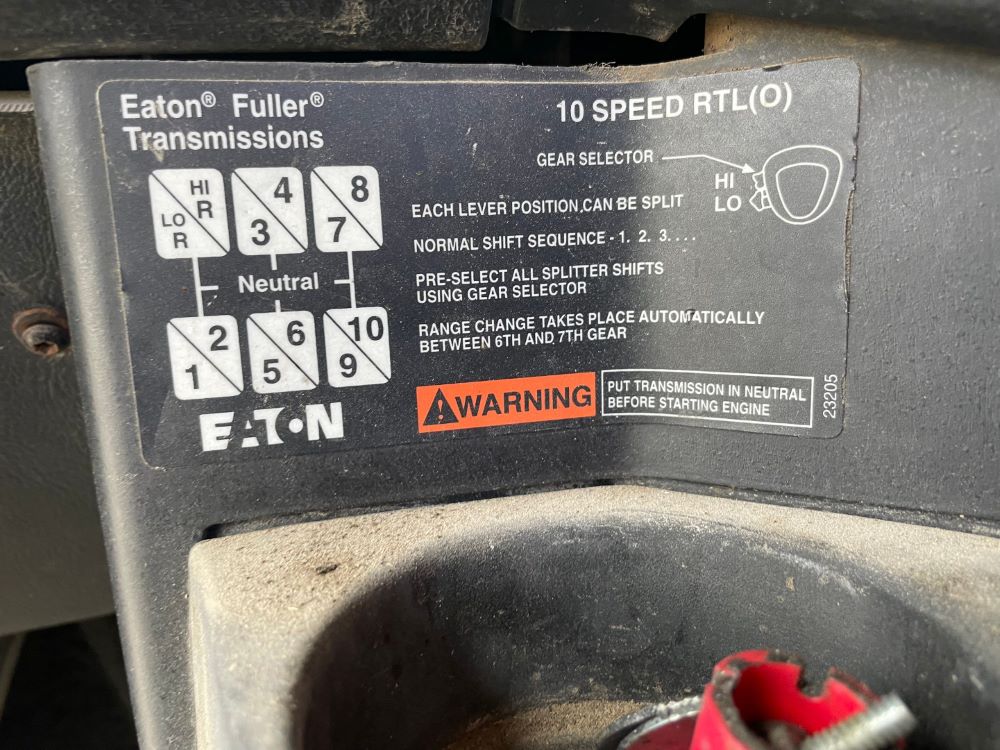 Eaton® Fuller®
Transmissions
10 SPEED RTL(O)
GEAR SELECTOR
HI
LO
HI
R
LO
R
4
3
8
7
EACH LEVER POSITION CAN BE SPLIT
NORMAL SHIFT SEQUENCE - 1. 2. 3. . . .
Neutral
PRE-SELECT ALL SPLITTER SHIFTS
USING GEAR SELECTOR
2
1
6
5
10
9
RANGE CHANGE TAKES PLACE AUTOMATICALLY
BETWEEN 6TH AND 7TH GEAR
EATON
WARNING
PUT TRANSMISSION IN NEUTRAL
BEFORE STARTING ENGINE
23205